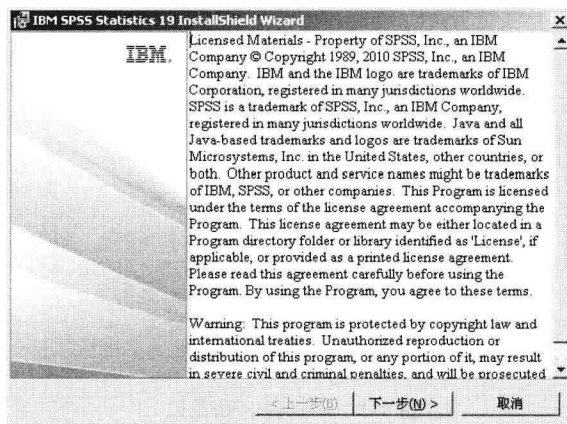 IBM SPSS Statistics 19 InstallShield Wizard
IBM.
Licensed Materials - Property of SPSS, Inc., an IBM
Company © Copyright 1989, 2010 SPSS, Inc., an IBM
Company. IBM and the IBM logo are trademarks of IBM
Corporation, registered in many jurisdictions worldwide.
SPSS is a trademark of SPSS, Inc., an IBM Company,
registered in many jurisdictions worldwide. Java and all
Java-based trademarks and logos are trademarks of Sun
Microsystems, Inc. in the United States, other countries, or
both. Other product and service names might be trademarks
of IBM, SPSS, or other companies. This Program is licensed
under the terms of the license agreement accompanying the
Program. This license agreement may be either located in a
Program directory folder or library identified as 'License', if
applicable, or provided as a printed license agreement.
Please read this agreement carefully before using the
Program. By using the Program, you agree to these terms.
Warning: This program is protected by copyright law and
international treaties. Unauthorized reproduction or
distribution of this program, or any portion of it, may result
in severe civil and criminal penalties, and will be prosecuted
<上一步(B) 下一步(N) > 取消